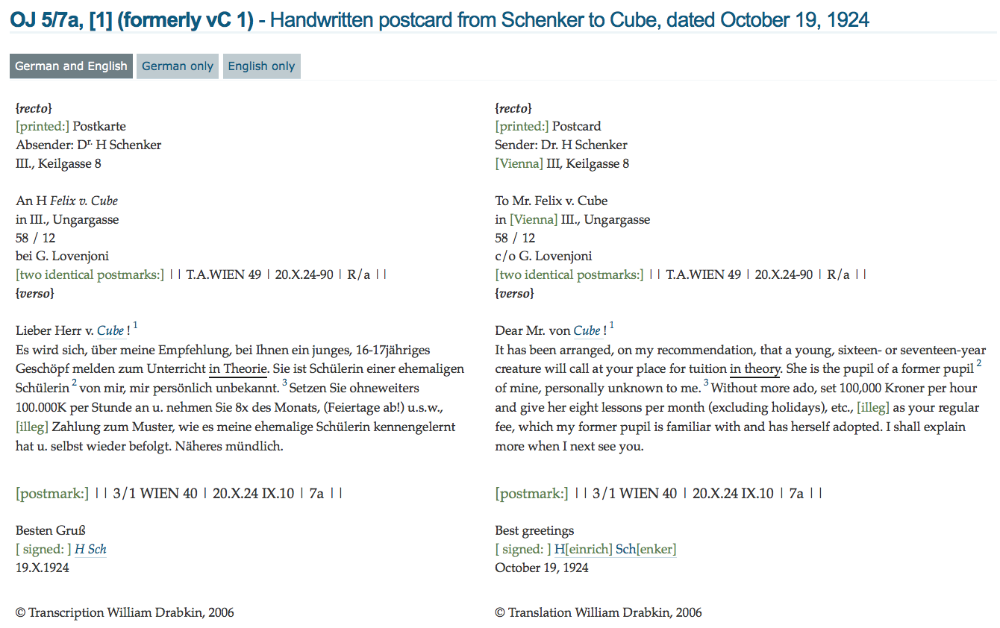 OJ 5/7a, [1] (formerly vC 1) - Handwritten postcard from Schenker to Cube, dated October 19, 1924
German and English
German only
English only
{recto}
[printed:] Postkarte
Absender: Dr. H Schenker
III., Keilgasse 8
An H Felix v. Cube
in III., Ungargasse
58 / 12
bei G. Lovenjoni
[two identical postmarks:] | | T.A.WIEN 49 | 20.X.24-90 | R/a | |
{verso}
Lieber Herr v. Cube ! 1
Es wird sich, über meine Empfehlung, bei Ihnen ein junges, 16-17jähriges
Geschöpf melden zum Unterricht in Theorie. Sie ist Schülerin einer ehemaligen
Schülerin 2 von mir, mir persönlich unbekannt. 3 Setzen Sie ohneweiters
100.000K per Stunde an u. nehmen Sie 8x des Monats, (Feiertage ab!) u.s.w.,
[illeg] Zahlung zum Muster, wie es meine ehemalige Schülerin kennengelernt
hat u. selbst wieder befolgt. Näheres mündlich.
[postmark:] | | 3/1 WIEN 40 | 20.X.24 IX.10 | 7a | |
Besten Gruß
[ signed: ] H Sch
19.X.1924
© Transcription William Drabkin, 2006
{recto}
[printed:] Postcard
Sender: Dr. H Schenker
[Vienna] III, Keilgasse 8
To Mr. Felix v. Cube
in [Vienna] III., Ungargasse
58 / 12
c/o G. Lovenjoni
[two identical postmarks:] | | T.A.WIEN 49 | 20.X.24-90 | R/a | |
{verso}
Dear Mr. von Cube ! 1
It has been arranged, on my recommendation, that a young, sixteen- or seventeen-year
creature will call at your place for tuition in theory. She is the pupil of a former pupil 2
of mine, personally unknown to me. 3 Without more ado, set 100,000 Kroner per hour
and give her eight lessons per month (excluding holidays), etc., [illeg] as your regular
fee, which my former pupil is familiar with and has herself adopted. I shall explain
more when I next see you.
[postmark:] | | 3/1 WIEN 40 | 20.X.24 IX.10 | 7a | |
Best greetings
[ signed: ] H[einrich] Sch[enker]
October 19, 1924
© Translation William Drabkin, 2006